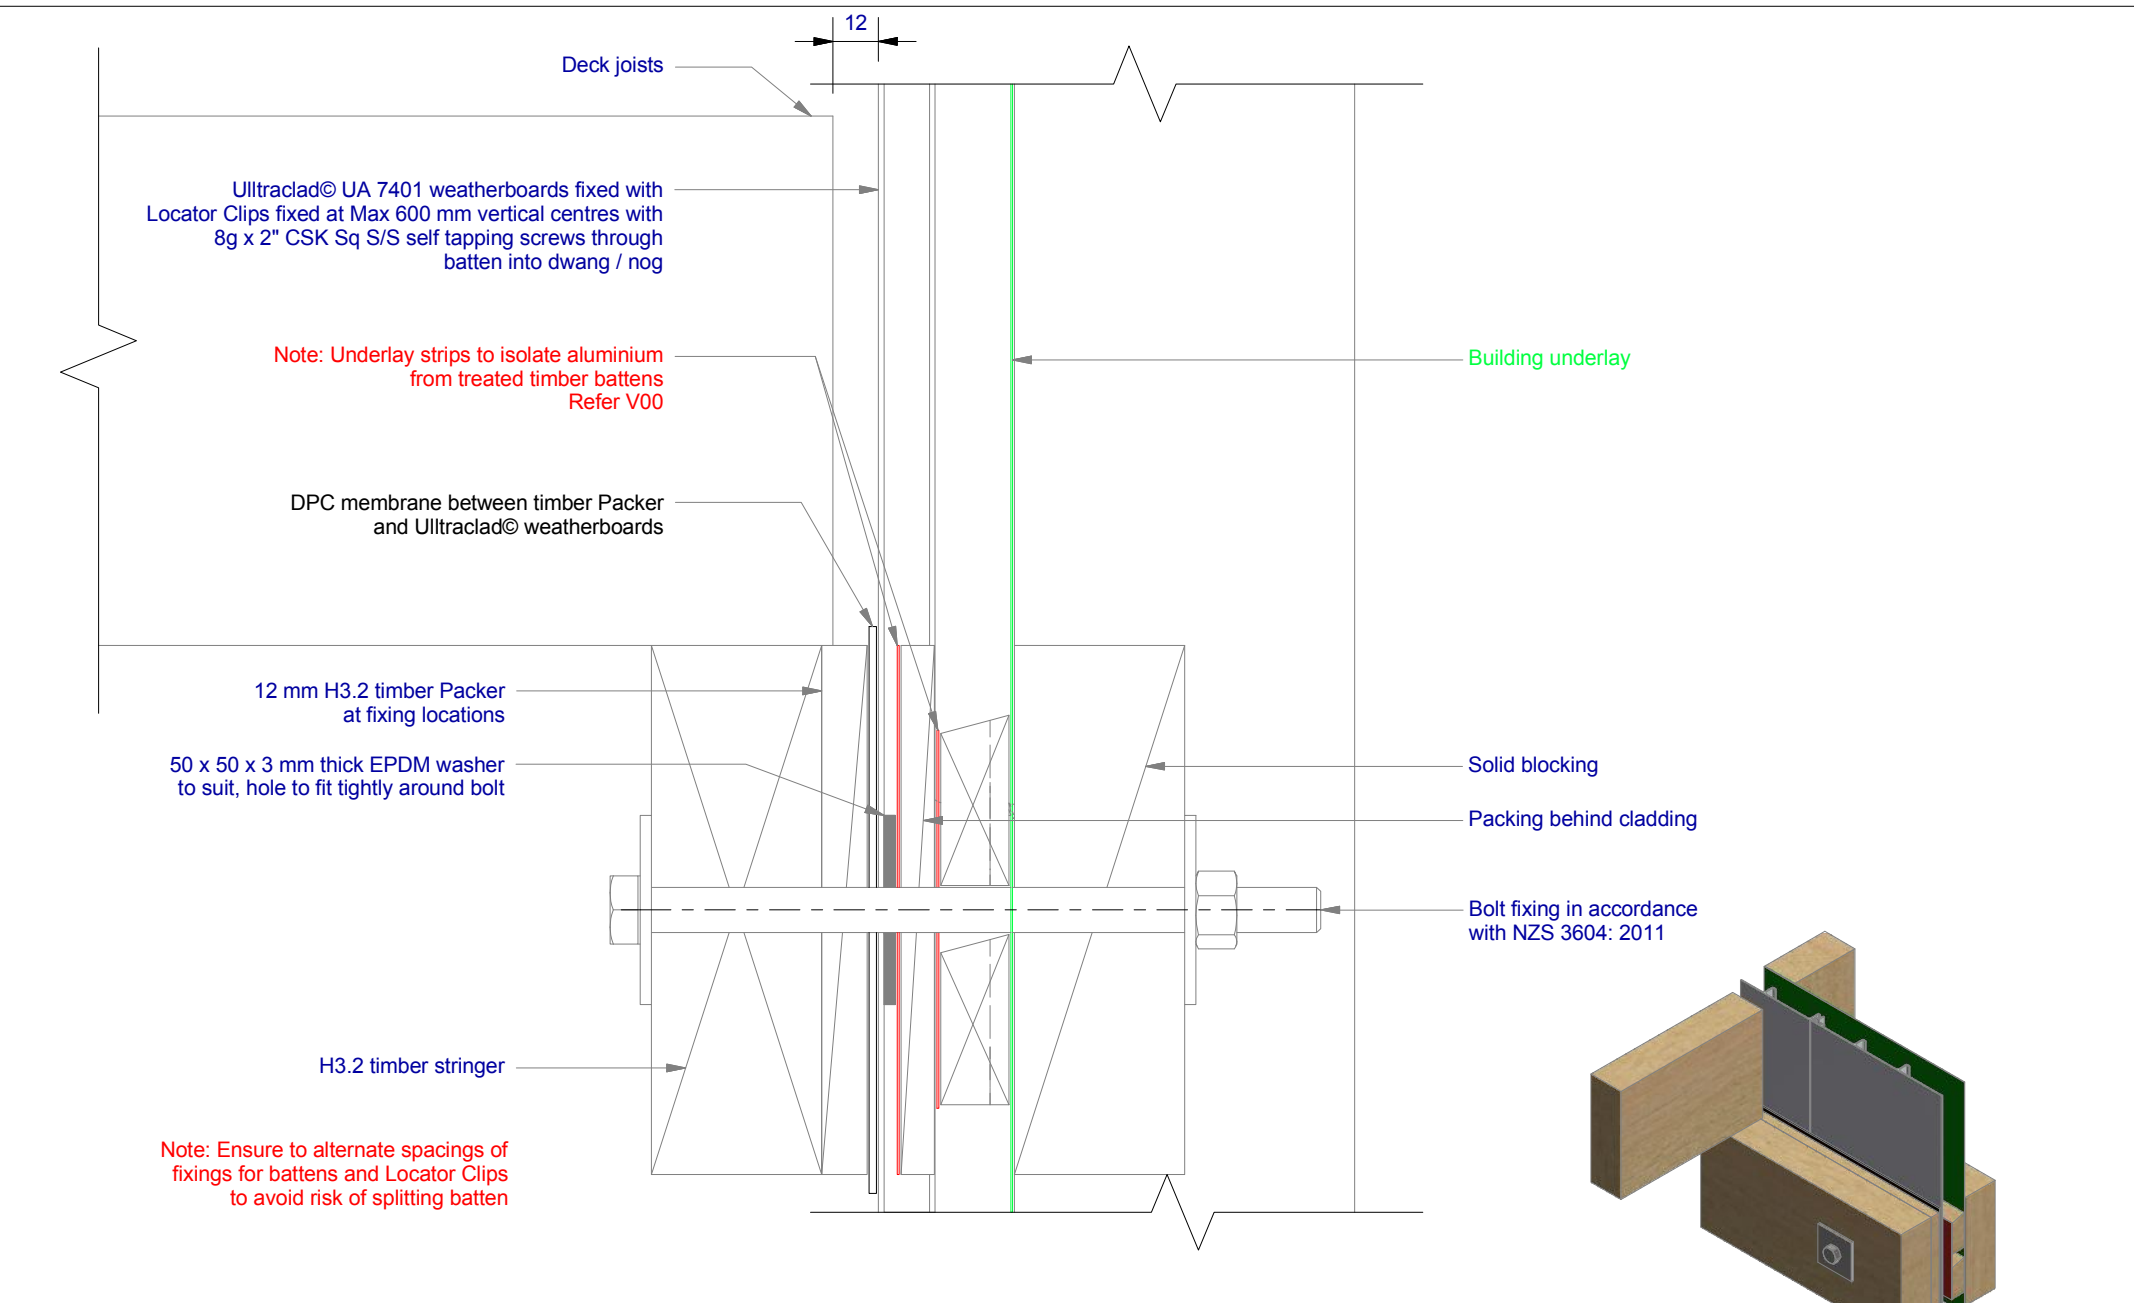 12
Deck joists
Ulltraclad© UA 7401 weatherboards fixed with
Locator Clips fixed at Max 600 mm vertical centres with
8g x 2" CSK Sq S/S self tapping screws through
batten into dwang / nog
Note: Underlay strips to isolate aluminium
from treated timber battens
Refer V00
Building underlay
DPC membrane between timber Packer
and Ulltraclad© weatherboards
12 mm H3.2 timber Packer
at fixing locations
50 x 50 x 3 mm thick EPDM washer
to suit, hole to fit tightly around bolt
Solid blocking
Packing behind cladding
Bolt fixing in accordance
with NZS 3604: 2011
H3.2 timber stringer
Note: Ensure to alternate spacings of
fixings for battens and Locator Clips
to avoid risk of splitting batten